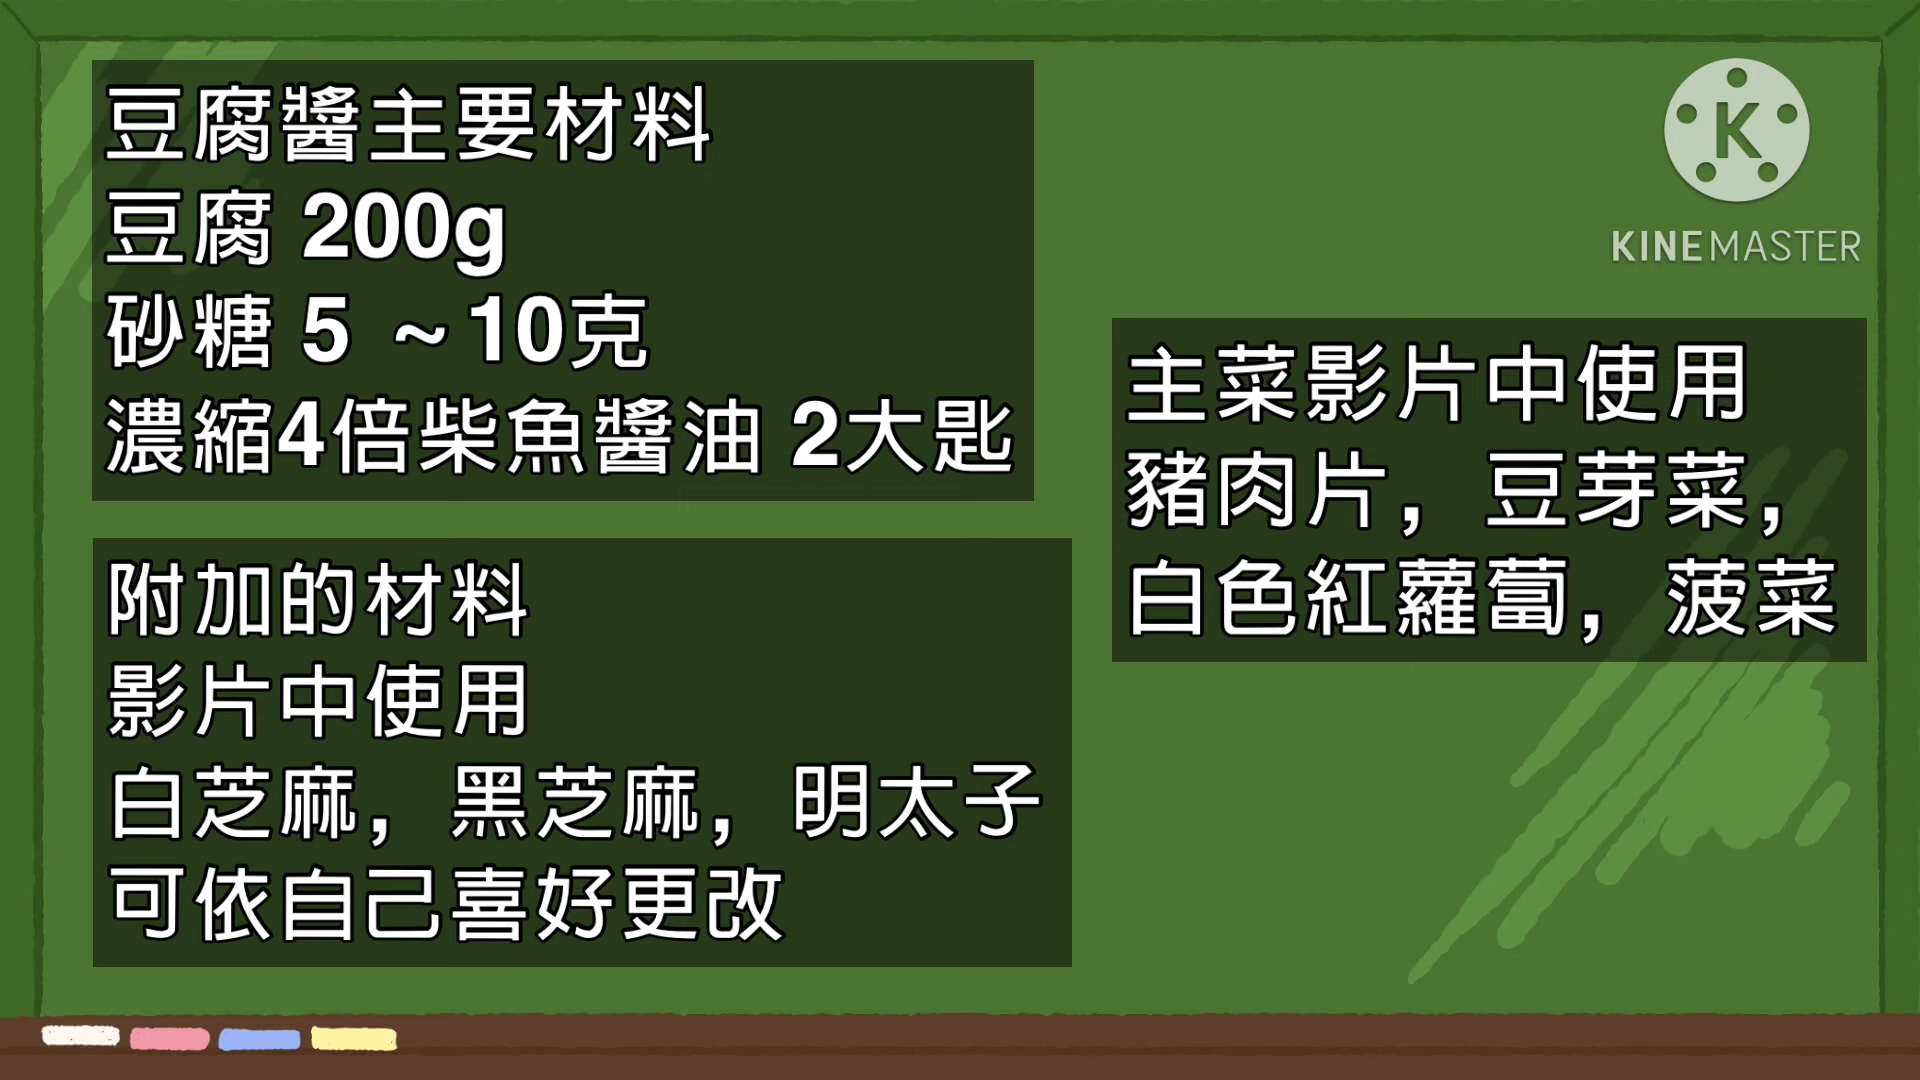 豆腐醬主要材料
豆腐 200g
砂糖 5 ~10克
濃縮4倍柴魚醬油 2大匙
附加的材料
影片中使用
白芝麻，黑芝麻，明太子
可依自己喜好更改
K
KINEMASTER
主菜影片中使用
豬肉片，豆芽菜，
白色紅蘿蔔，菠菜